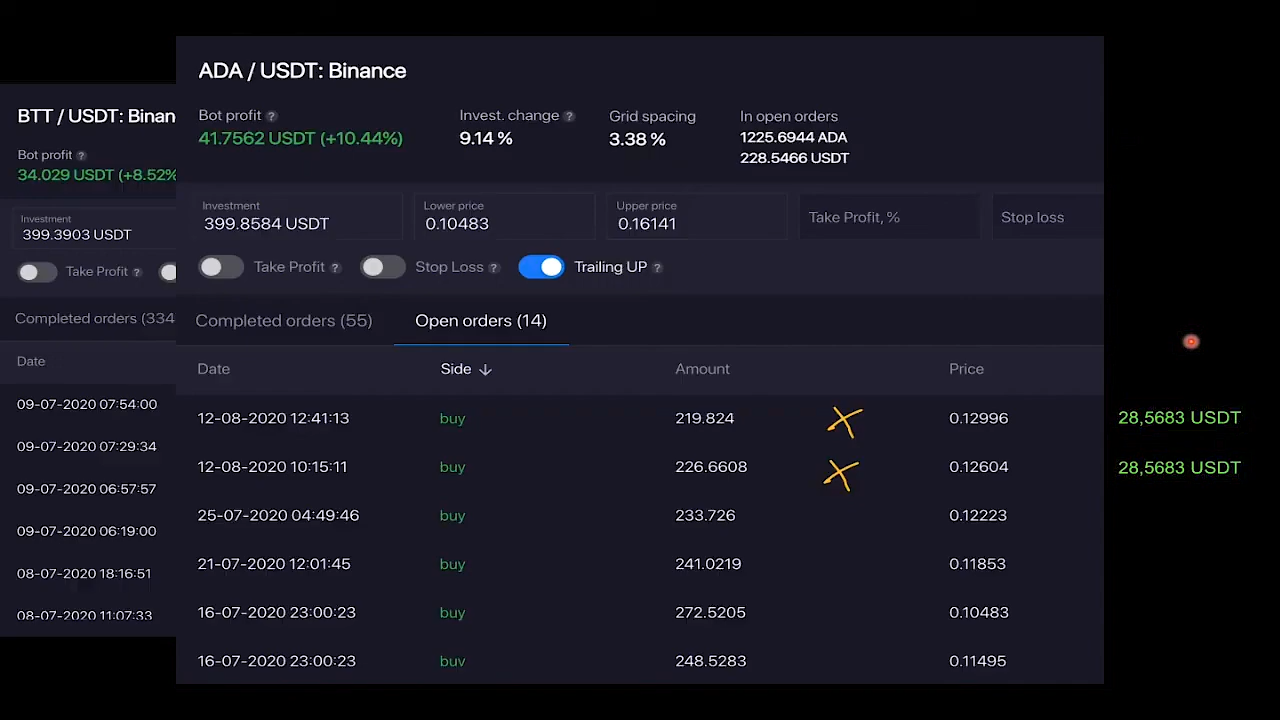 ADA / USDT: Binance
Bot profit ?
41.7562 USDT (+10.44%)
Invest. change ?
9.14 %
Grid spacing
3.38 %
In open orders
1225.6944 ADA
228.5466 USDT
Investment
399.8584 USDT
Lower price
0.10483
Upper price
0.16141
Take Profit, %
Stop loss
Take Profit ?
Stop Loss ?
Trailing UP ?
Completed orders (55)
Open orders (14)
Date Side ↓ Amount Price
12-08-2020 12:41:13 buy 219.824 X 0.12996 28,5683 USDT
12-08-2020 10:15:11 buy 226.6608 X 0.12604 28,5683 USDT
25-07-2020 04:49:46 buy 233.726 0.12223
21-07-2020 12:01:45 buy 241.0219 0.11853
16-07-2020 23:00:23 buy 272.5205 0.10483
16-07-2020 23:00:23 buy 248.5283 0.11495
BTT / USDT: Binan
Bot profit ?
34.029 USDT (+8.52%
Investment
399.3903 USDT
Take Profit ?
Completed orders (334
Date
09-07-2020 07:54:00
09-07-2020 07:29:34
09-07-2020 06:57:57
09-07-2020 06:19:00
08-07-2020 18:16:51
08-07-2020 11:07:33